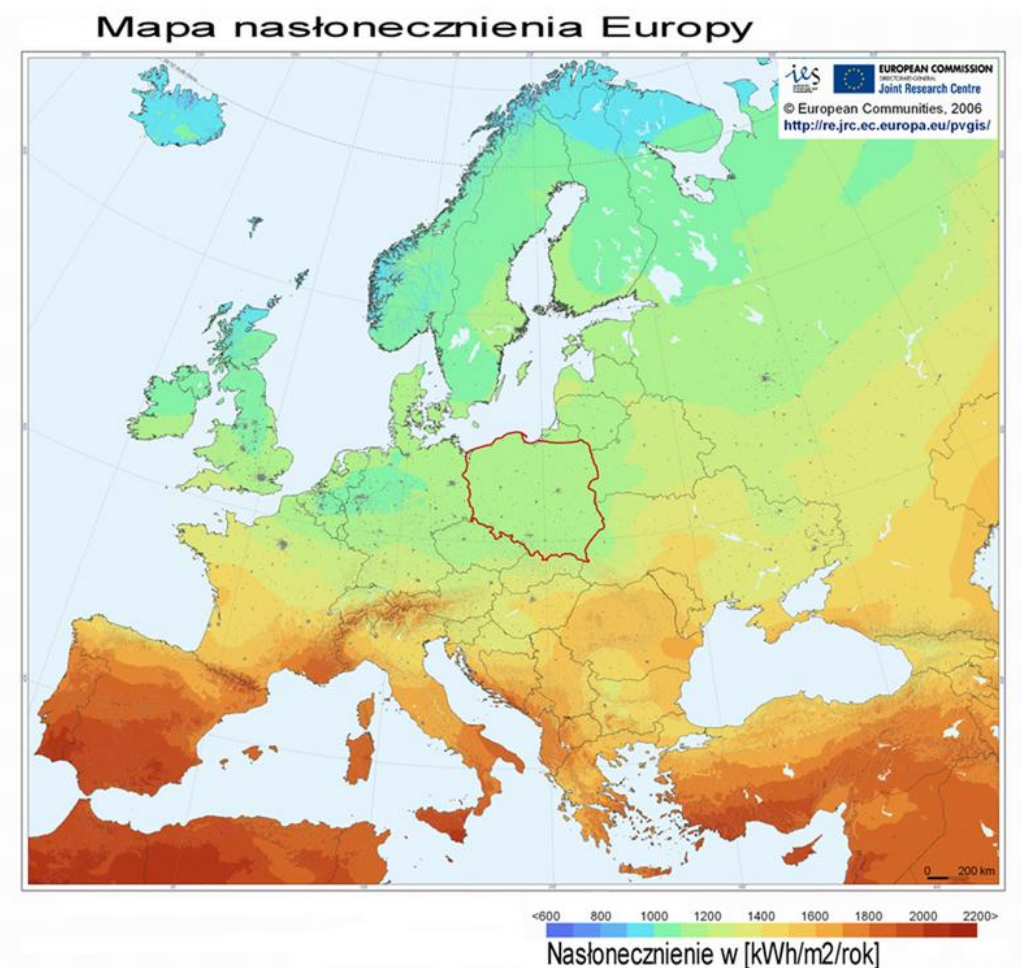 Mapa nasłonecznienia Europy
EUROPEAN COMMISSION
DIRECTORATE-GENERAL
Joint Research Centre
© European Communities, 2006
http://re.jrc.ec.europa.eu/pvgis/
0 200 km
<600 800 1000 1200 1400 1600 1800 2000 2200>
Nasłonecznienie w [kWh/m2/rok]